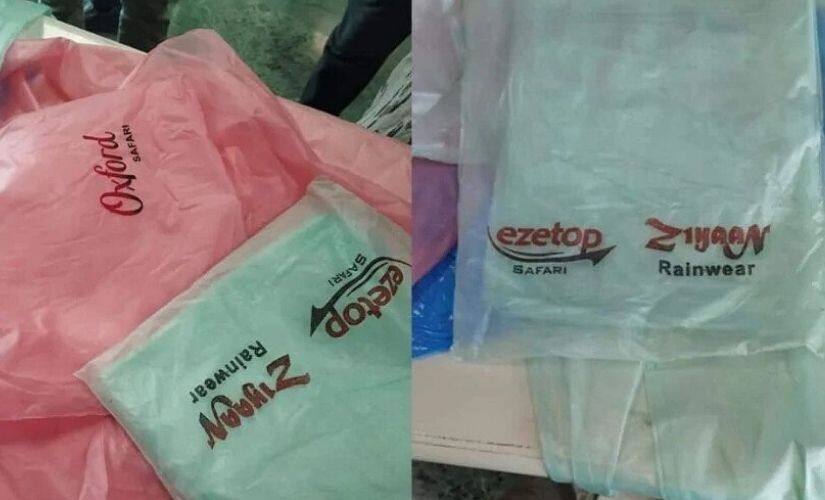 Oxford
SAFARI
ezetop
SAFARI
ZIYAAN
Rainwear
ezetop
SAFARI
ZIYAAN
Rainwear